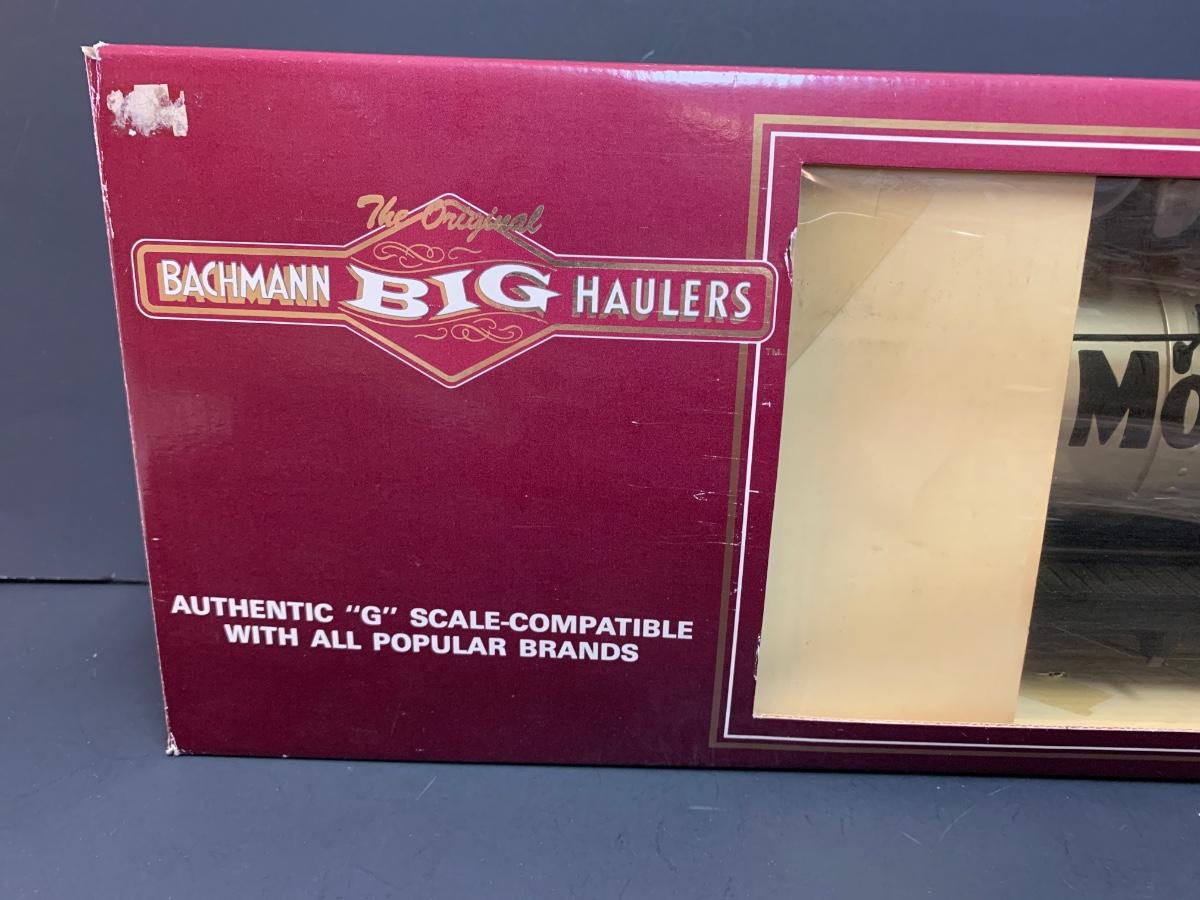 The Original
BACHMANN BIG HAULERS
TM
AUTHENTIC "G" SCALE-COMPATIBLE
WITH ALL POPULAR BRANDS